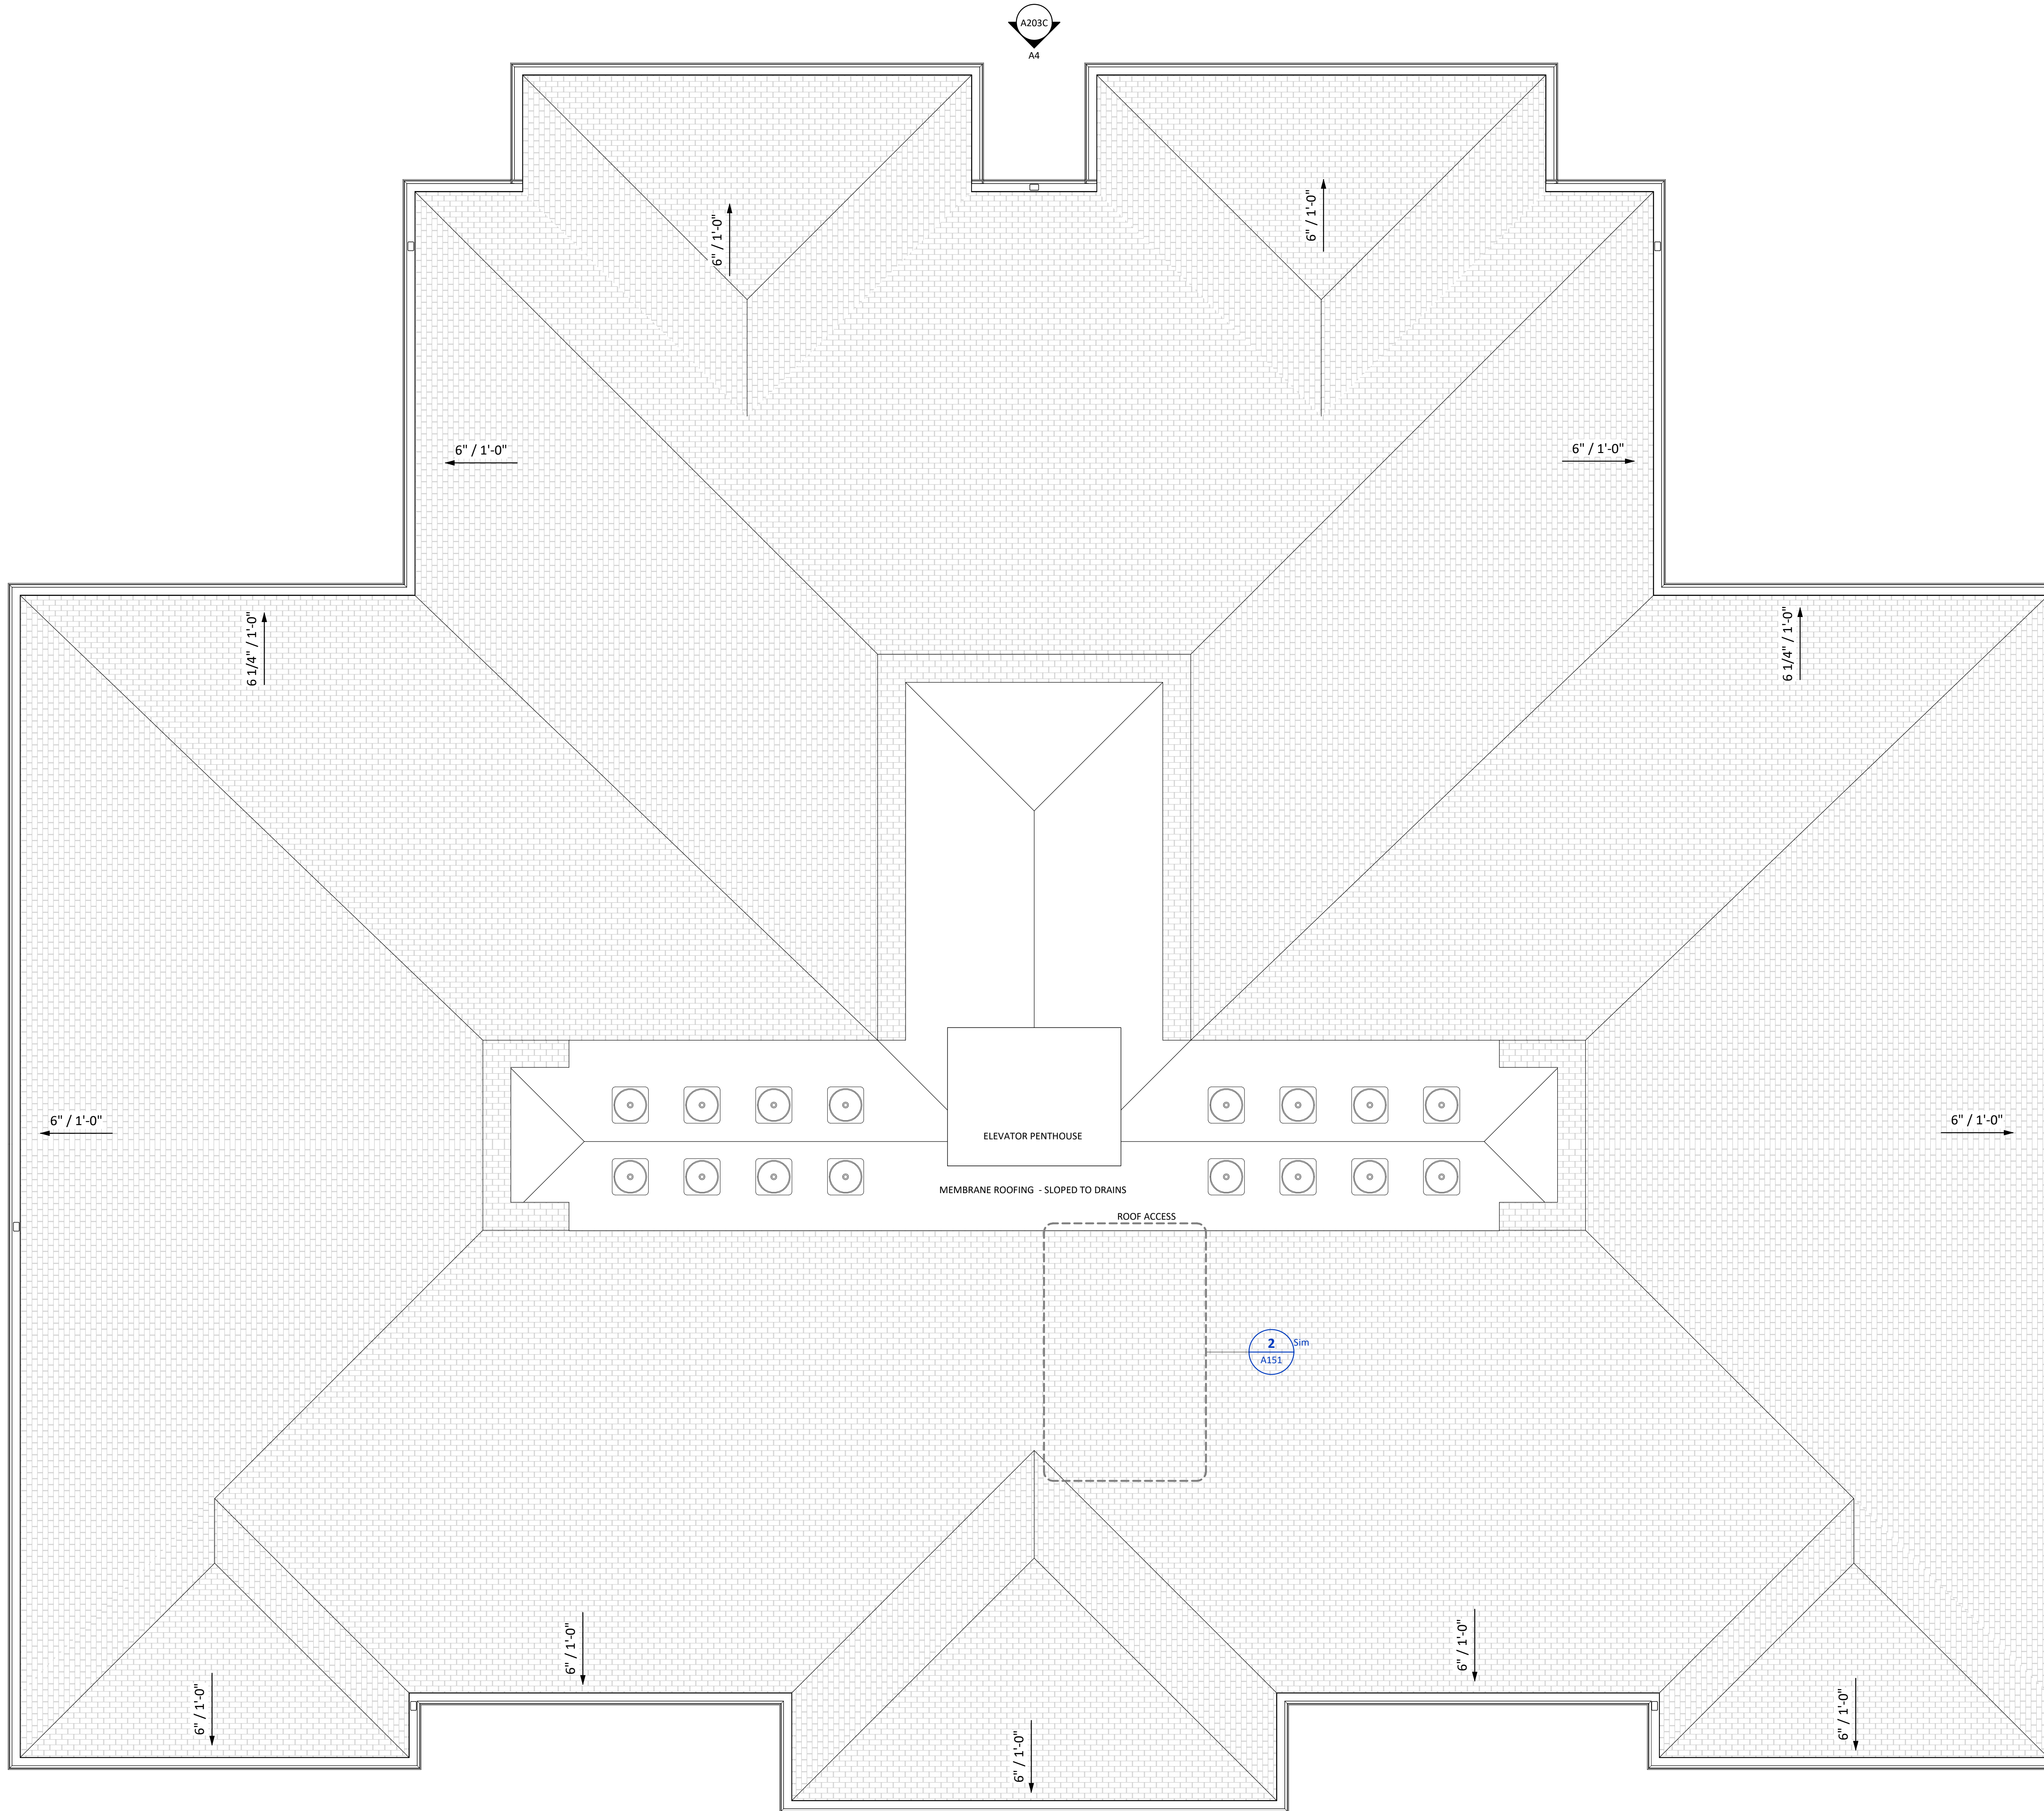 A203C
A4
6" / 1'-0"
6" / 1'-0"
6" / 1'-0"
6" / 1'-0"
6 1/4" / 1'-0"
6 1/4" / 1'-0"
6" / 1'-0"
6" / 1'-0"
ELEVATOR PENTHOUSE
MEMBRANE ROOFING - SLOPED TO DRAINS
ROOF ACCESS
2
Sim
A151
6" / 1'-0"
6" / 1'-0"
6" / 1'-0"
6" / 1'-0"
6" / 1'-0"